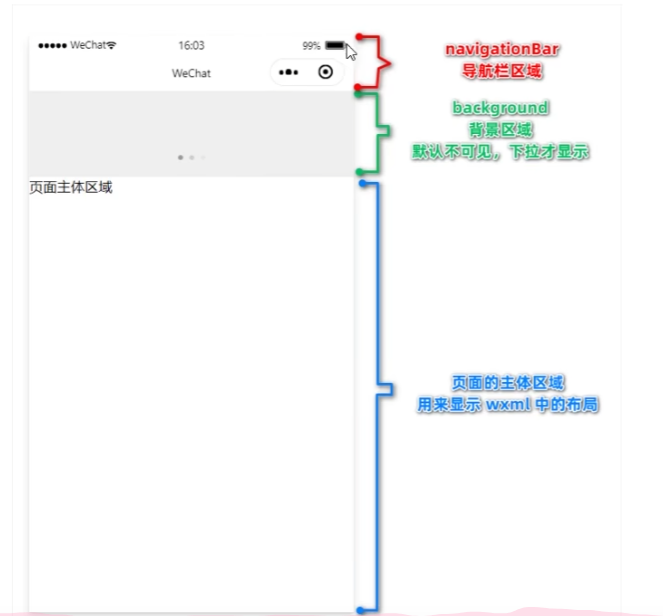 ●●●●● WeChat 16:03 99%
WeChat
页面主体区域
navigationBar
导航栏区域
background
背景区域
默认不可见，下拉才显示
页面的主体区域
用来显示 wxml 中的布局